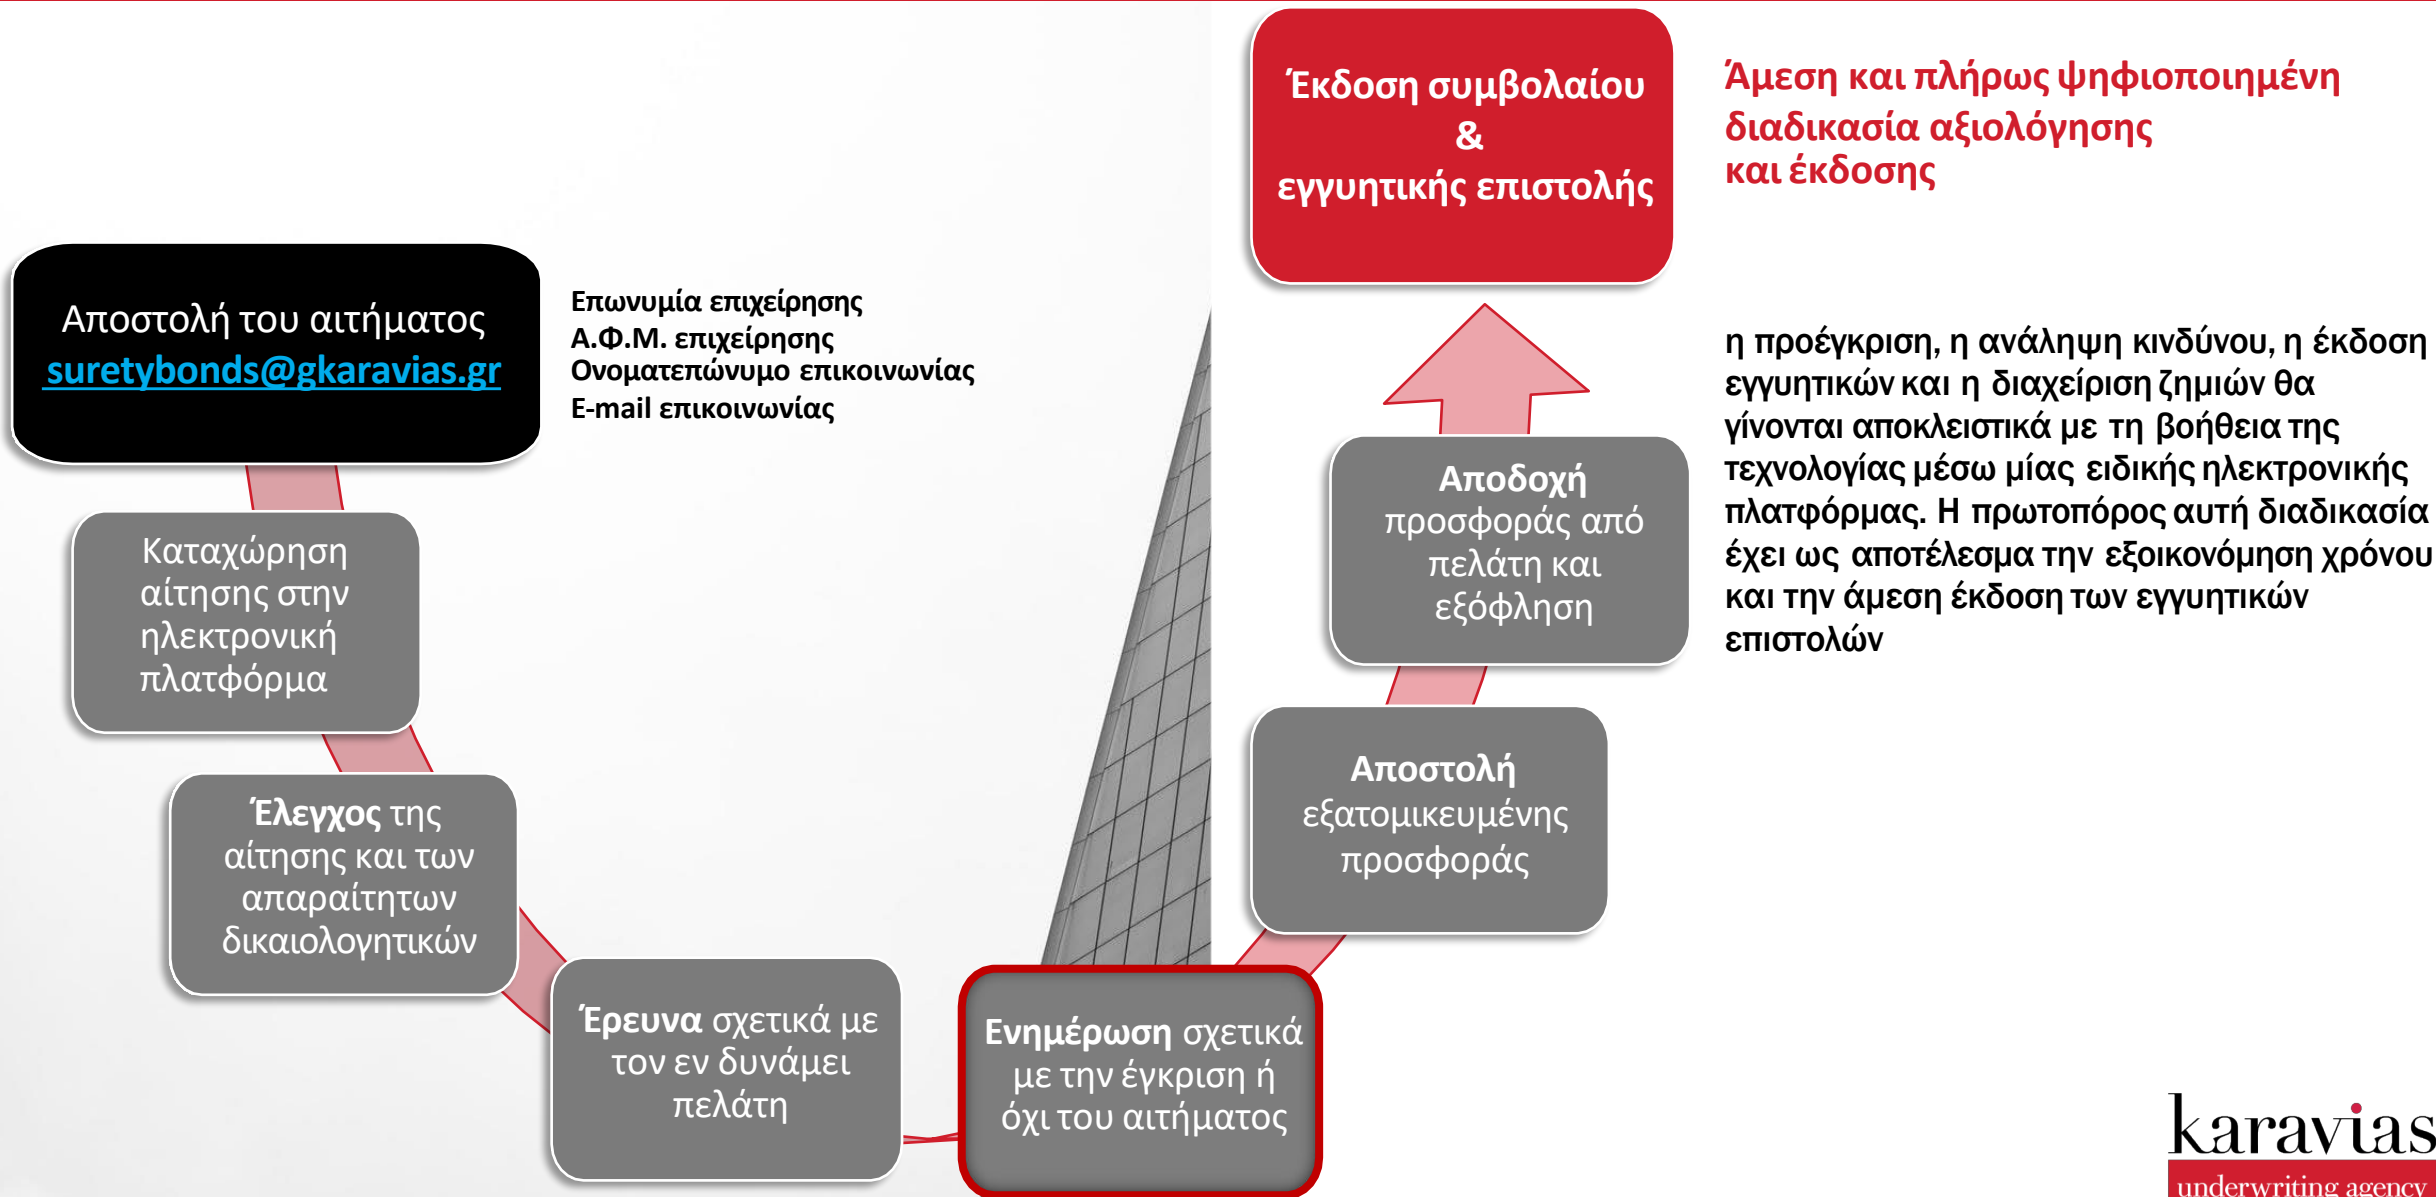 Αποστολή του αιτήματος
suretybonds@gkaravias.gr
Επωνυμία επιχείρησης
Α.Φ.Μ. επιχείρησης
Ονοματεπώνυμο επικοινωνίας
E-mail επικοινωνίας
Καταχώρηση
αίτησης στην
ηλεκτρονική
πλατφόρμα
Έλεγχος της
αίτησης και των
απαραίτητων
δικαιολογητικών
Έρευνα σχετικά με
τον εν δυνάμει
πελάτη
Ενημέρωση σχετικά
με την έγκριση ή
όχι του αιτήματος
Αποστολή
εξατομικευμένης
προσφοράς
Αποδοχή
προσφοράς από
πελάτη και
εξόφληση
Έκδοση συμβολαίου
&
εγγυητικής επιστολής
Άμεση και πλήρως ψηφιοποιημένη
διαδικασία αξιολόγησης
και έκδοσης
η προέγκριση, η ανάληψη κινδύνου, η έκδοση
εγγυητικών και η διαχείριση ζημιών θα
γίνονται αποκλειστικά με τη βοήθεια της
τεχνολογίας μέσω μίας ειδικής ηλεκτρονικής
πλατφόρμας. Η πρωτοπόρος αυτή διαδικασία
έχει ως αποτέλεσμα την εξοικονόμηση χρόνου
και την άμεση έκδοση των εγγυητικών
επιστολών
karavias
underwriting agency